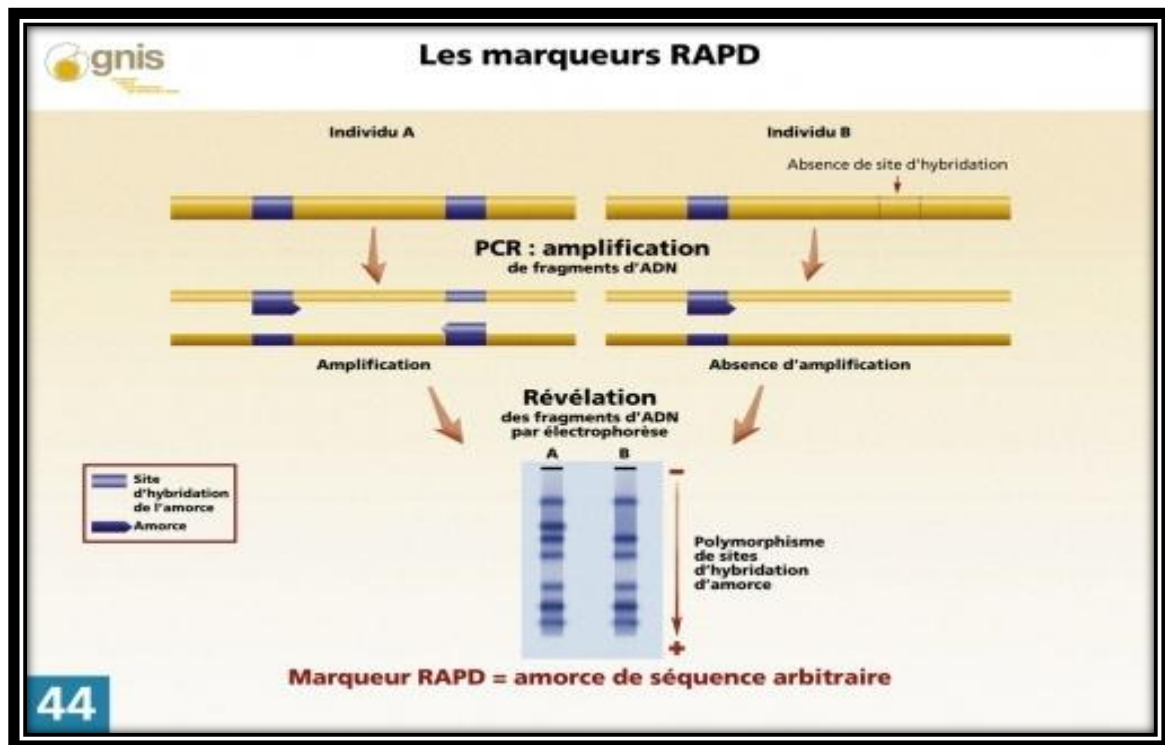 gnis
Les marqueurs RAPD
Individu A
Individu B
Absence de site d'hybridation
PCR : amplification
de fragments d'ADN
Amplification
Absence d'amplification
Révélation
des fragments d'ADN
par électrophorèse
A
B
−
Site
d'hybridation
de l'amorce
Amorce
Polymorphisme
de sites
d'hybridation
d'amorce
+
Marqueur RAPD = amorce de séquence arbitraire
44